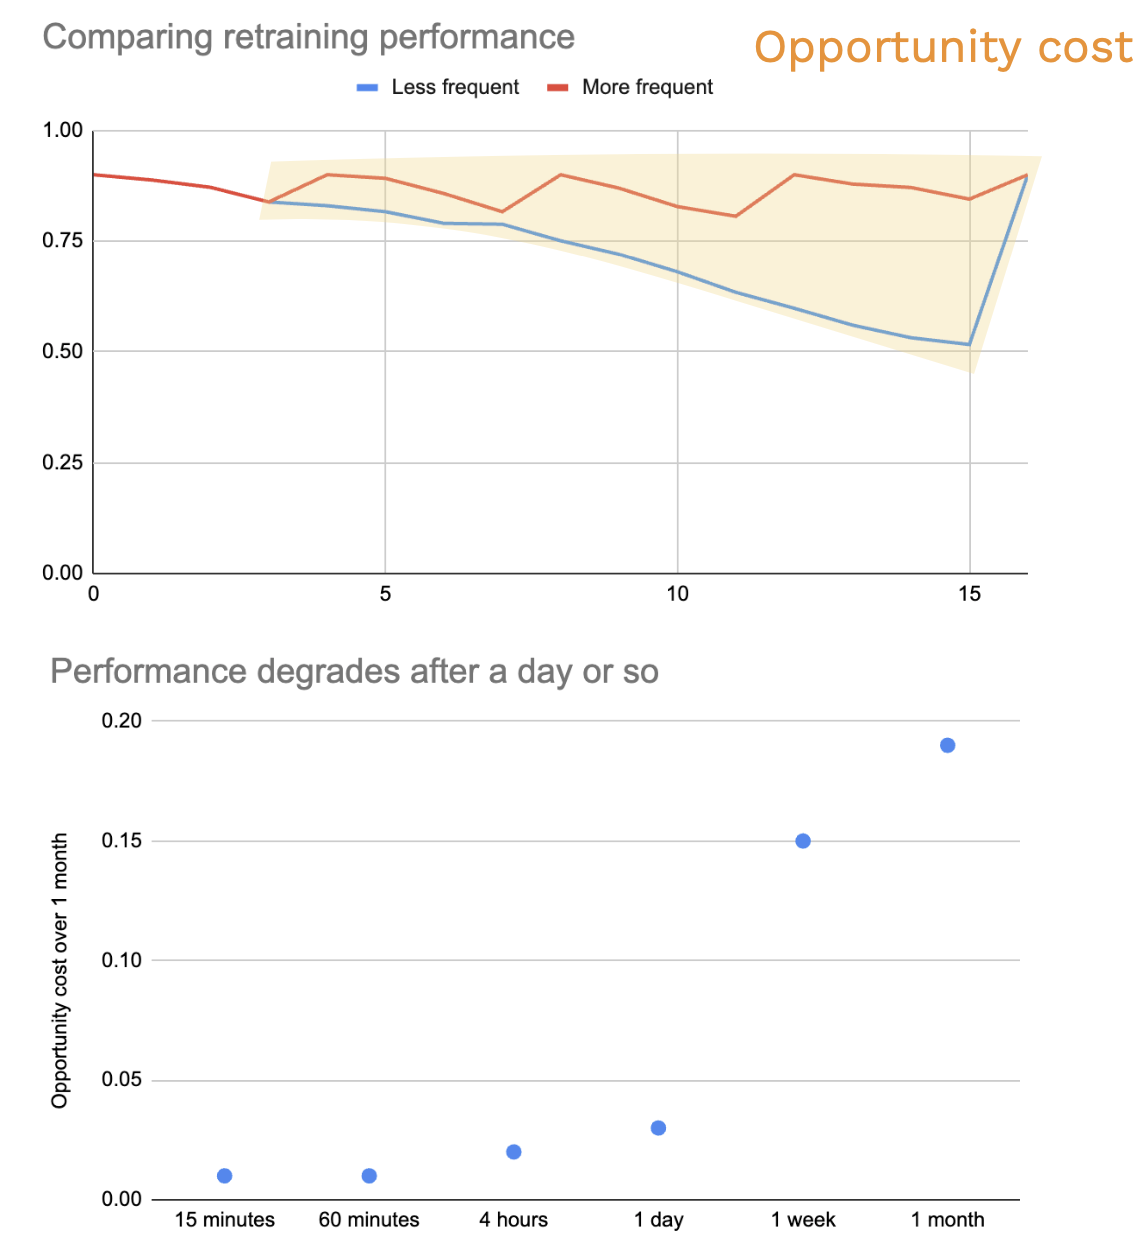 Comparing retraining performance
Opportunity cost
Less frequent More frequent
1.00
0.75
0.50
0.25
0.00
0 5 10 15
Performance degrades after a day or so
Opportunity cost over 1 month
0.20
0.15
0.10
0.05
0.00
15 minutes 60 minutes 4 hours 1 day 1 week 1 month